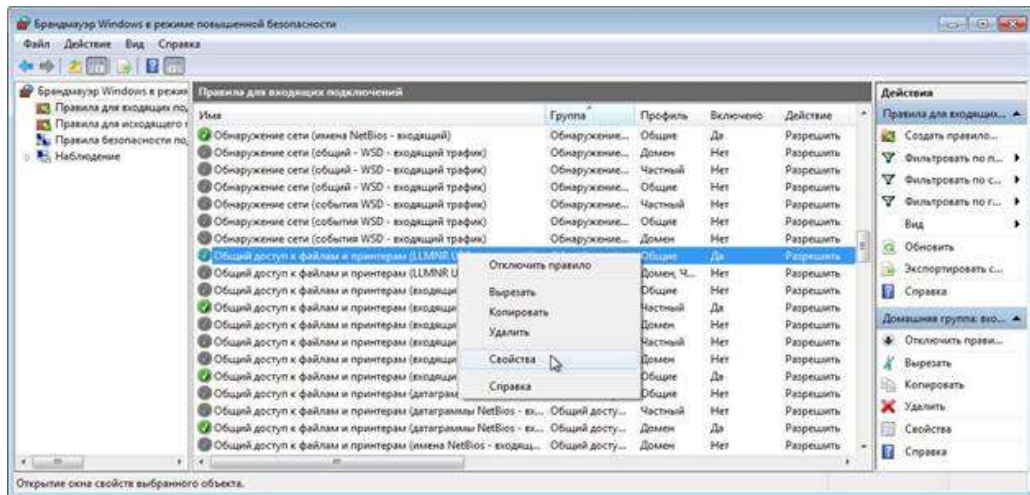 Брандмауэр Windows в режиме повышенной безопасности
Файл Действие Вид Справка
Брандмауэр Windows в режим
Правила для входящих по
Правила для исходящего т
Правила безопасности по
Наблюдение
Правила для входящих подключений
Имя Группа Профиль Включено Действие
Обнаружение сети (имена NetBios - входящий) Обнаружение... Общие Да Разрешить
Обнаружение сети (общий - WSD - входящий трафик) Обнаружение... Домен Нет Разрешить
Обнаружение сети (общий - WSD - входящий трафик) Обнаружение... Частный Нет Разрешить
Обнаружение сети (общий - WSD - входящий трафик) Обнаружение... Общие Нет Разрешить
Обнаружение сети (события WSD - входящий трафик) Обнаружение... Частный Нет Разрешить
Обнаружение сети (события WSD - входящий трафик) Обнаружение... Общие Нет Разрешить
Обнаружение сети (события WSD - входящий трафик) Обнаружение... Домен Нет Разрешить
Общий доступ к файлам и принтерам (LLMNR U Общие Да Разрешить
Общий доступ к файлам и принтерам (LLMNR U Домен, Ч... Нет Разрешить
Общий доступ к файлам и принтерам (входящи Общие Нет Разрешить
Общий доступ к файлам и принтерам (входящи Частный Да Разрешить
Общий доступ к файлам и принтерам (входящи Домен Нет Разрешить
Общий доступ к файлам и принтерам (входящи Частный Нет Разрешить
Общий доступ к файлам и принтерам (входящи Домен Нет Разрешить
Общий доступ к файлам и принтерам (входящи Общие Да Разрешить
Общий доступ к файлам и принтерам (датаграм Общие Нет Разрешить
Общий доступ к файлам и принтерам (датаграммы NetBios - вх... Общий досту... Частный Нет Разрешить
Общий доступ к файлам и принтерам (датаграммы NetBios - вх... Общий досту... Домен Да Разрешить
Общий доступ к файлам и принтерам (имена NetBios - входящ... Общий досту... Домен Нет Разрешить
Отключить правило
Вырезать
Копировать
Удалить
Свойства
Справка
Действия
Правила для входящих...
Создать правило...
Фильтровать по п...
Фильтровать по с...
Фильтровать по г...
Вид
Обновить
Экспортировать с...
Справка
Домашняя группа: вхо...
Отключить прави...
Вырезать
Копировать
Удалить
Свойства
Справка
Открытие окна свойств выбранного объекта.